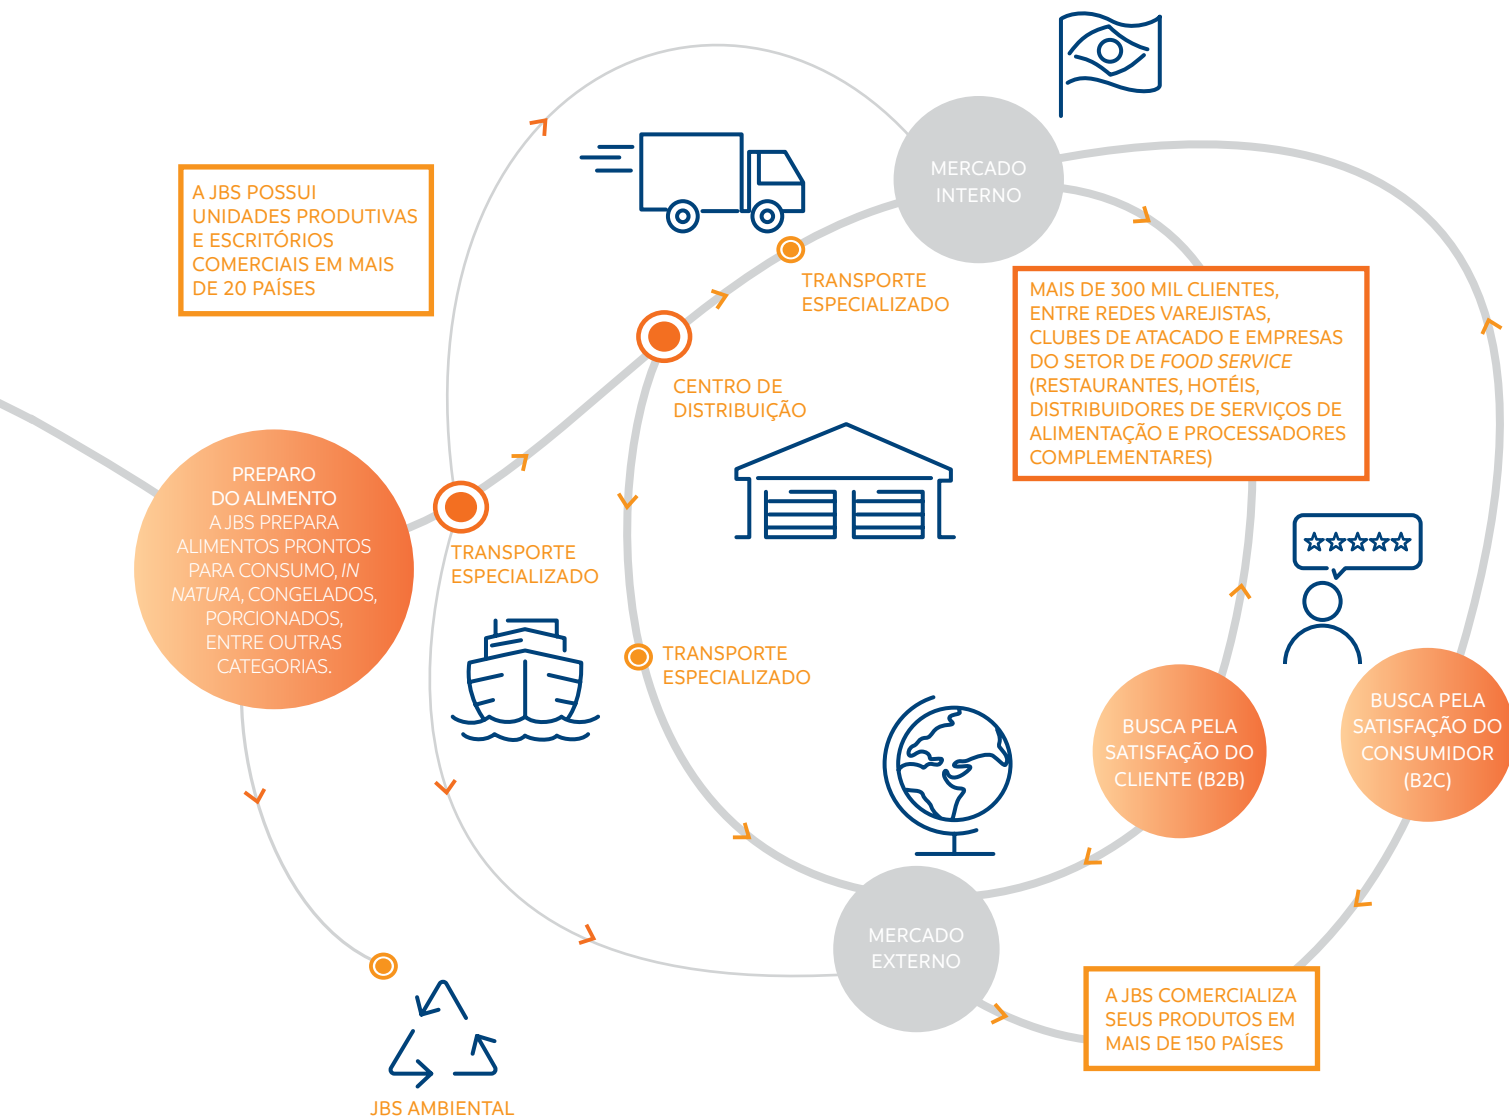 A JBS POSSUI
UNIDADES PRODUTIVAS
E ESCRITÓRIOS
COMERCIAIS EM MAIS
DE 20 PAÍSES
PREPARO
DO ALIMENTO
A JBS PREPARA
ALIMENTOS PRONTOS
PARA CONSUMO, IN
NATURA, CONGELADOS,
PORCIONADOS,
ENTRE OUTRAS
CATEGORIAS.
TRANSPORTE
ESPECIALIZADO
CENTRO DE
DISTRIBUIÇÃO
TRANSPORTE
ESPECIALIZADO
MERCADO
INTERNO
MAIS DE 300 MIL CLIENTES,
ENTRE REDES VAREJISTAS,
CLUBES DE ATACADO E EMPRESAS
DO SETOR DE FOOD SERVICE
(RESTAURANTES, HOTÉIS,
DISTRIBUIDORES DE SERVIÇOS DE
ALIMENTAÇÃO E PROCESSADORES
COMPLEMENTARES)
TRANSPORTE
ESPECIALIZADO
BUSCA PELA
SATISFAÇÃO DO
CLIENTE (B2B)
BUSCA PELA
SATISFAÇÃO DO
CONSUMIDOR
(B2C)
MERCADO
EXTERNO
A JBS COMERCIALIZA
SEUS PRODUTOS EM
MAIS DE 150 PAÍSES
JBS AMBIENTAL